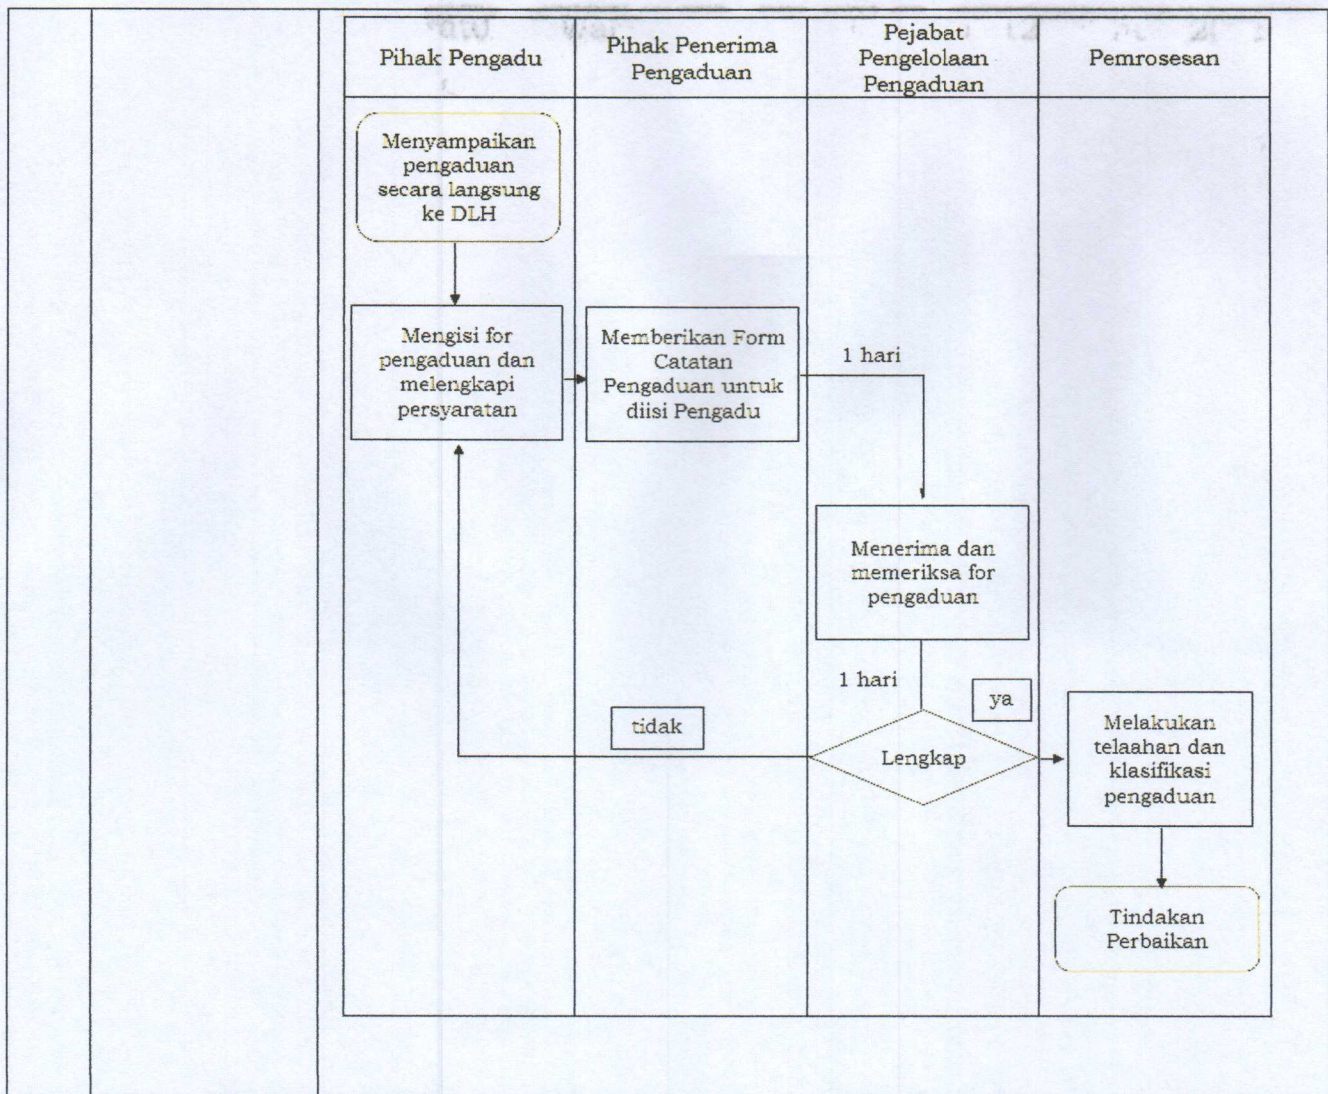 Pihak Pengadu
Pihak Penerima
Pengaduan
Pejabat
Pengelolaan
Pengaduan
Pemrosesan
Menyampaikan
pengaduan
secara langsung
ke DLH
Mengisi for
pengaduan dan
melengkapi
persyaratan
Memberikan Form
Catatan
Pengaduan untuk
diisi Pengadu
1 hari
Menerima dan
memeriksa for
pengaduan
1 hari
ya
tidak
Lengkap
Melakukan
telaahan dan
klasifikasi
pengaduan
Tindakan
Perbaikan